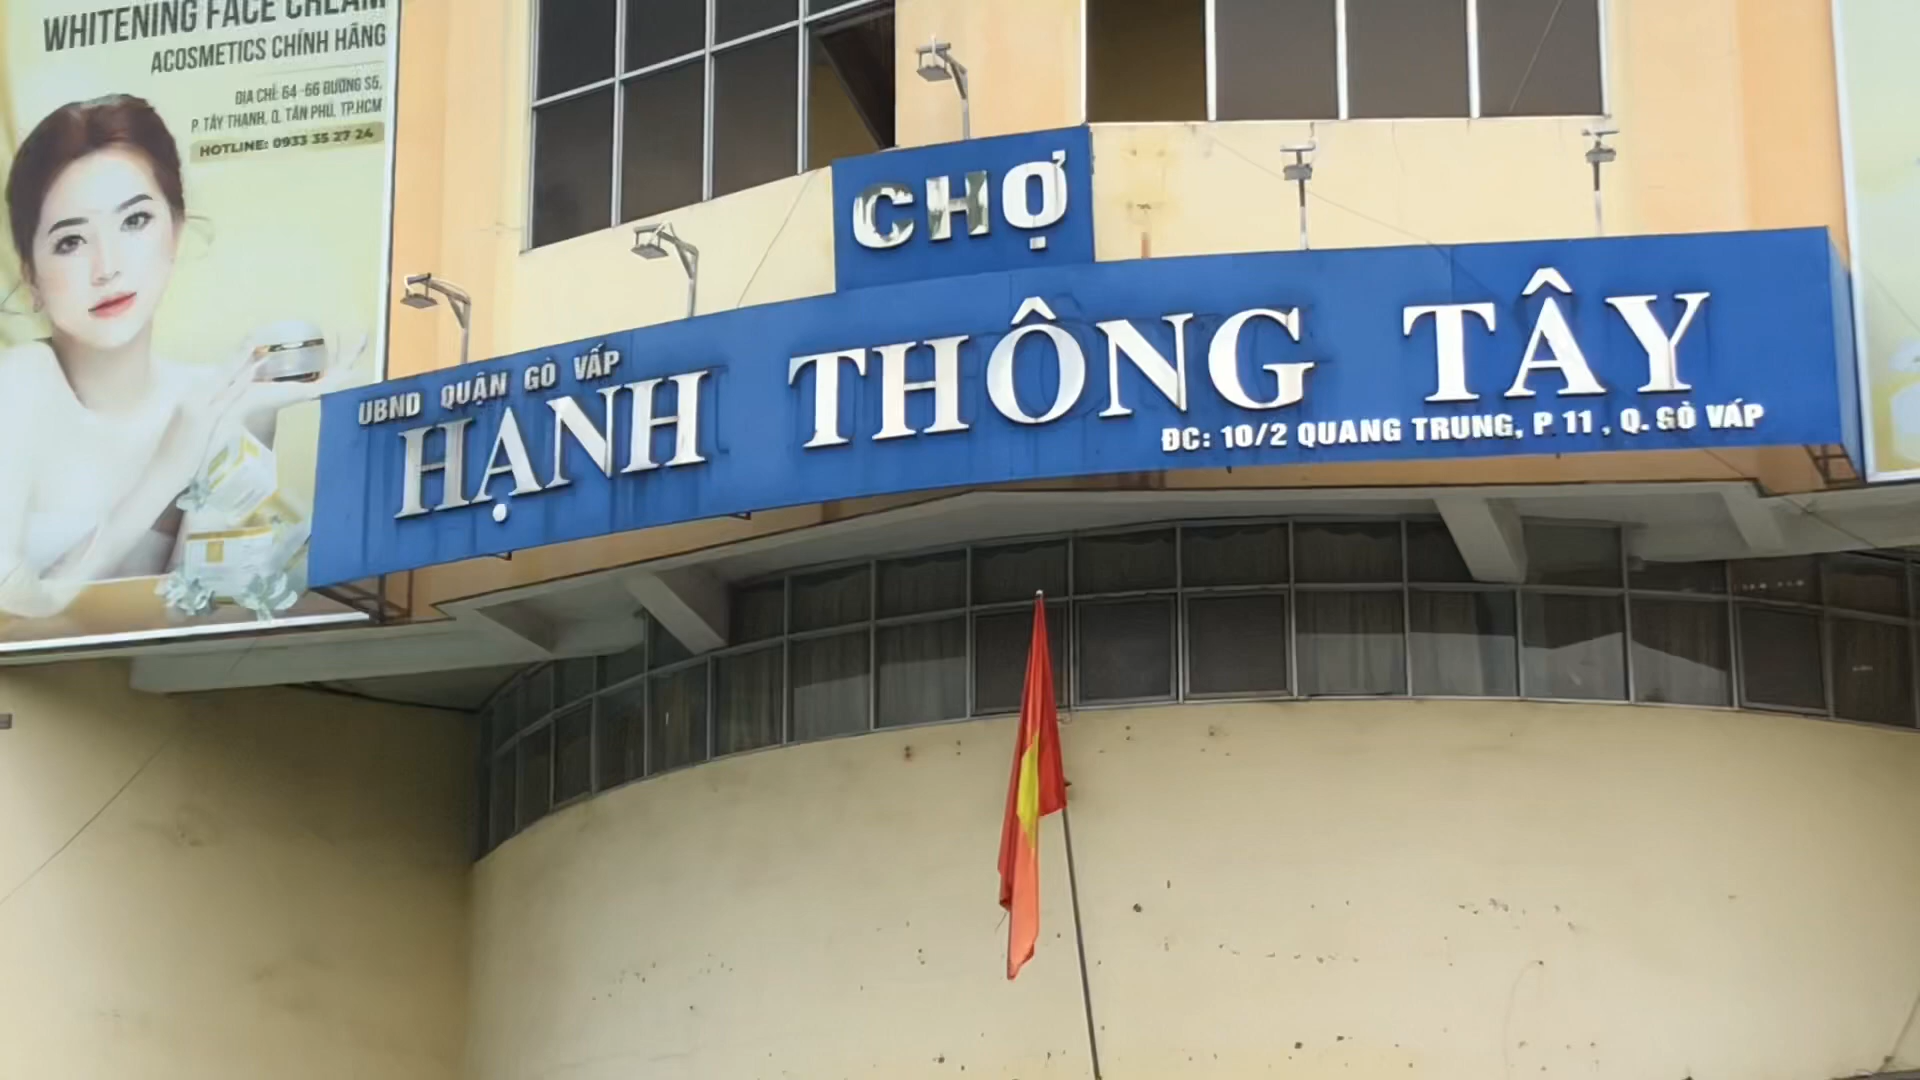 WHITENING FACE CREAM
ACOSMETICS CHÍNH HÃNG
ĐỊA CHỈ: 64-66 ĐƯỜNG S5,
P. TÂY THẠNH, Q. TÂN PHÚ, TP.HCM
HOTLINE: 0933 35 27 24
CHỢ
UBND QUẬN GÒ VẤP
HẠNH THÔNG TÂY
ĐC: 10/2 QUANG TRUNG, P. 11, Q. GÒ VẤP